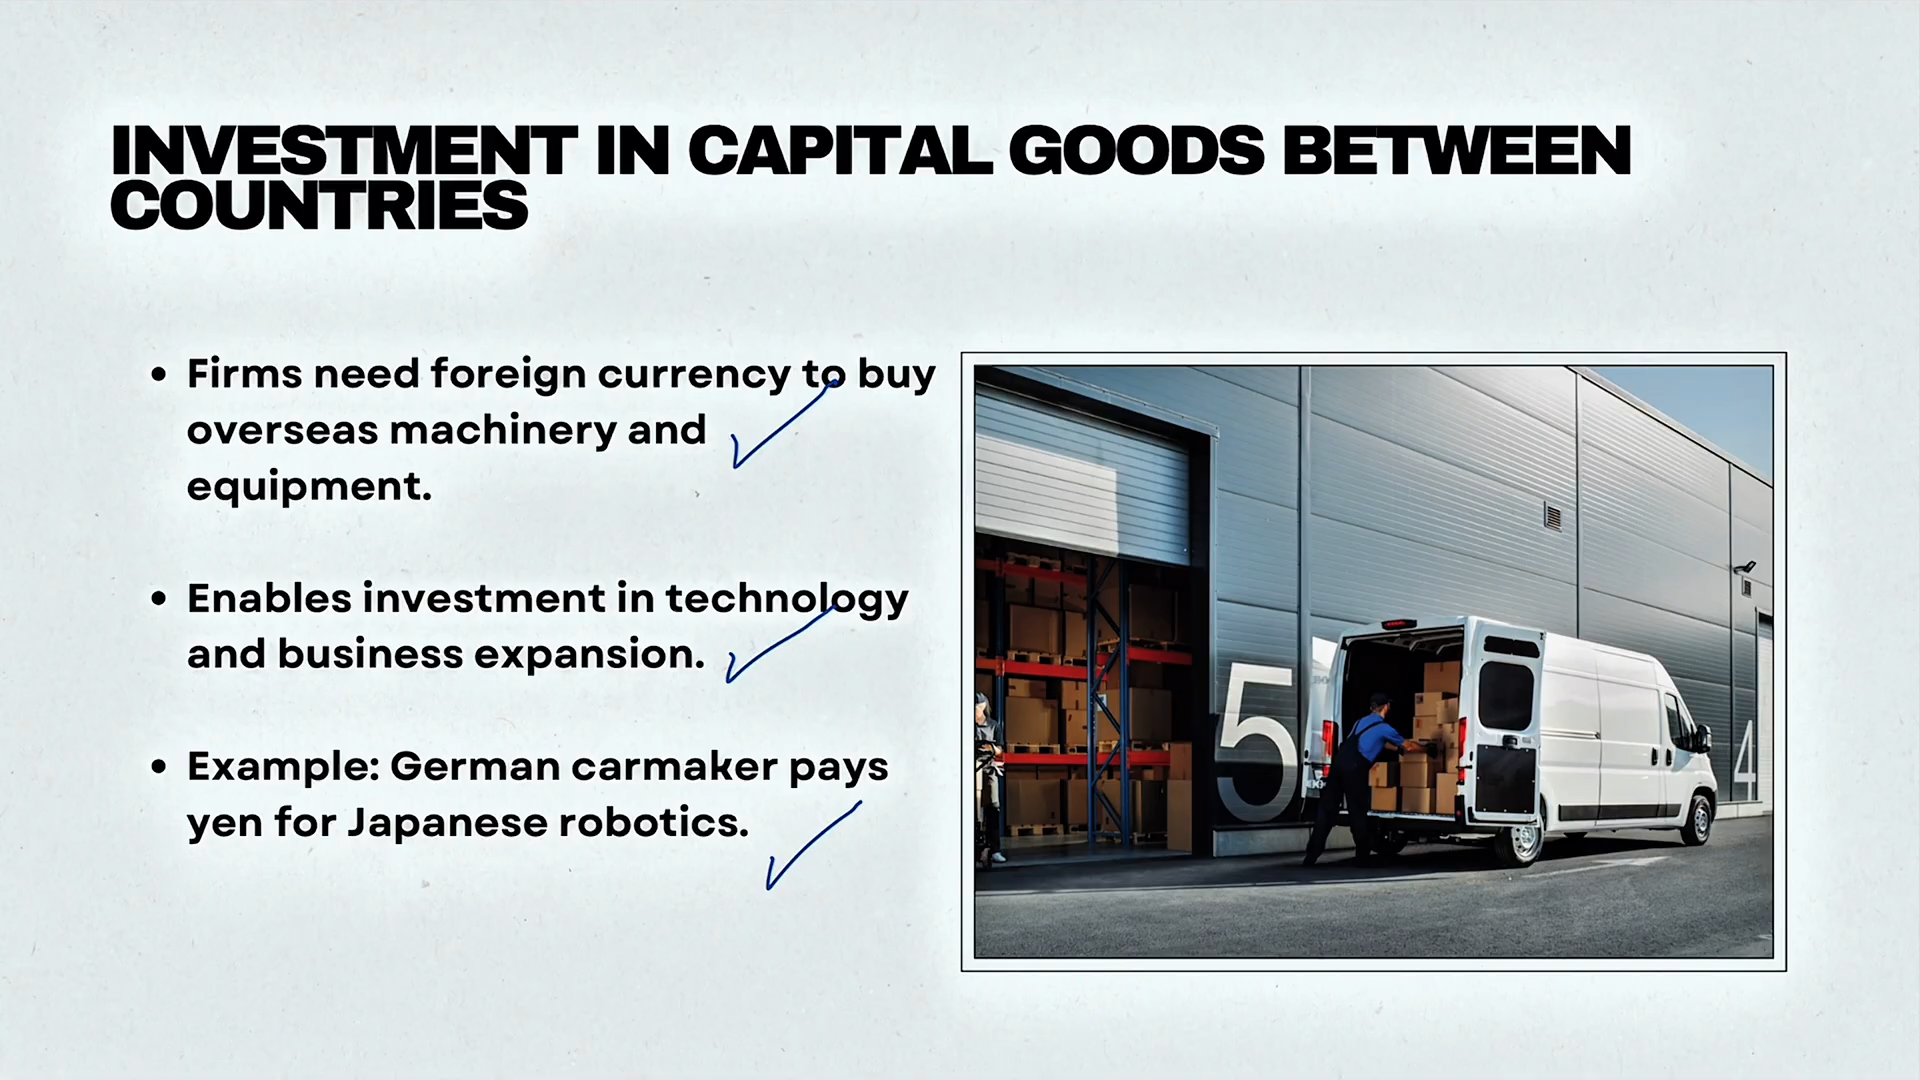 INVESTMENT IN CAPITAL GOODS BETWEEN
COUNTRIES
• Firms need foreign currency to buy
overseas machinery and
equipment.
• Enables investment in technology
and business expansion.
• Example: German carmaker pays
yen for Japanese robotics.
5
4